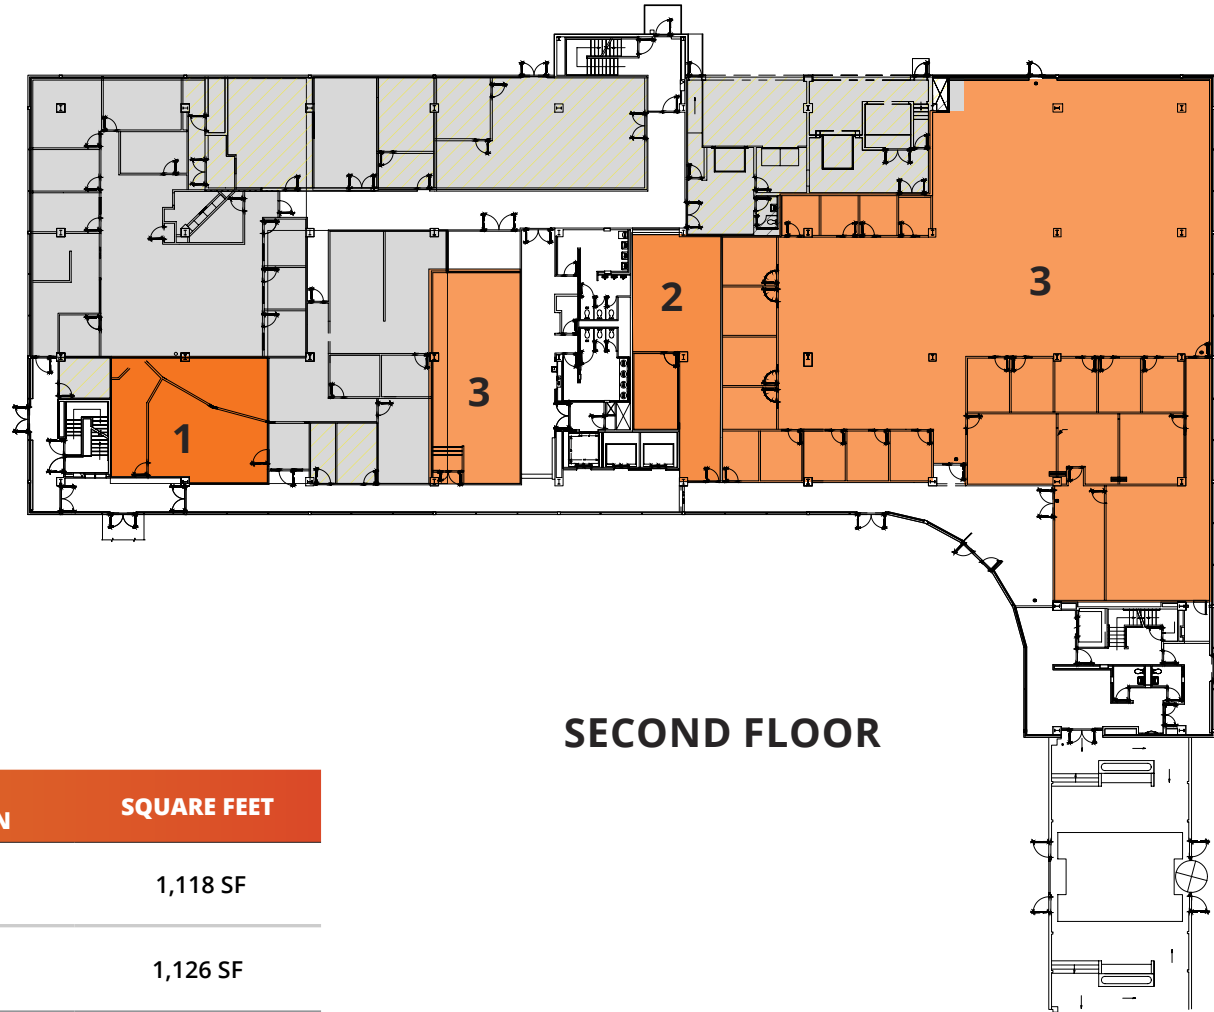 2
3
3
1
SECOND FLOOR
N
SQUARE FEET
1,118 SF
1,126 SF